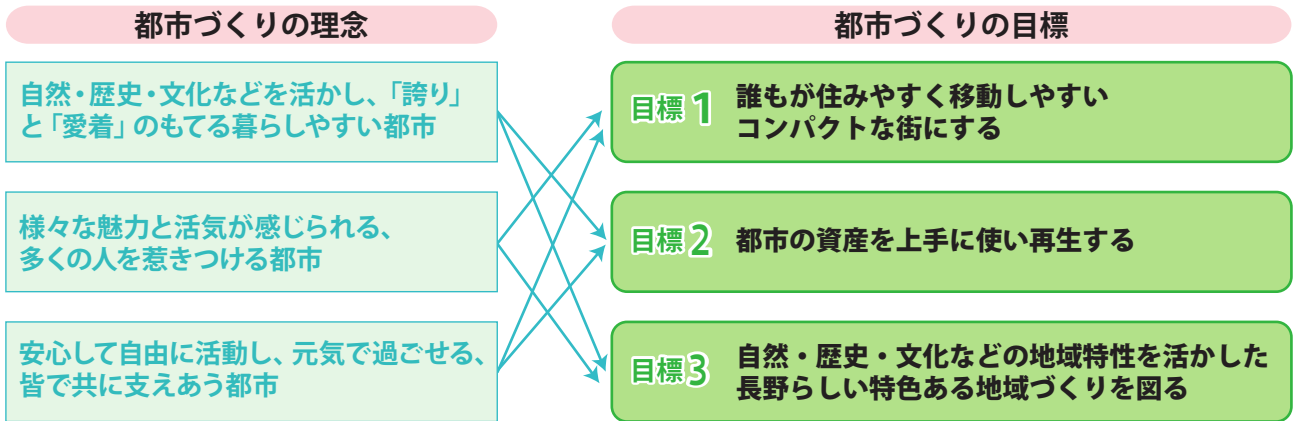 都市づくりの理念
自然・歴史・文化などを活かし、「誇り」
と「愛着」のもてる暮らしやすい都市
様々な魅力と活気が感じられる、
多くの人を惹きつける都市
安心して自由に活動し、元気で過ごせる、
皆で共に支えあう都市
都市づくりの目標
目標1
誰もが住みやすく移動しやすい
コンパクトな街にする
目標2
都市の資産を上手に使い再生する
目標3
自然・歴史・文化などの地域特性を活かした
長野らしい特色ある地域づくりを図る